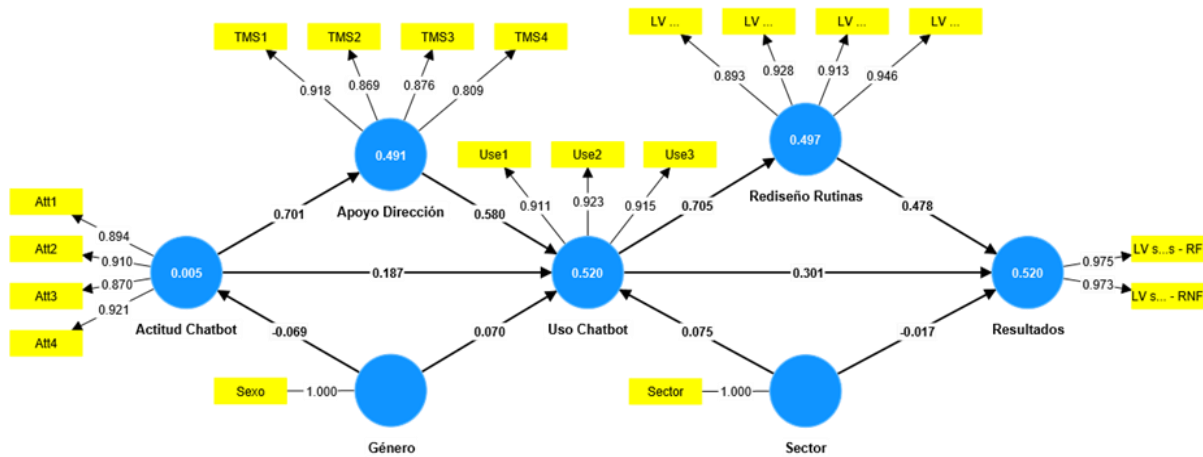 TMS1
TMS2
TMS3
TMS4
LV ...
LV ...
LV ...
LV ...
0.918
0.869
0.876
0.809
0.893
0.928
0.913
0.946
0.491
0.497
Use1
Use2
Use3
Apoyo Dirección
Rediseño Rutinas
0.911
0.923
0.915
0.701
0.580
0.705
0.478
Att1
Att2
Att3
Att4
0.894
0.910
0.870
0.921
0.005
0.187
0.520
0.301
0.520
0.975
0.973
LV s...s - RF
LV s... - RNF
Actitud Chatbot
Uso Chatbot
Resultados
-0.069
0.070
0.075
-0.017
Sexo
1.000
Sector
1.000
Género
Sector